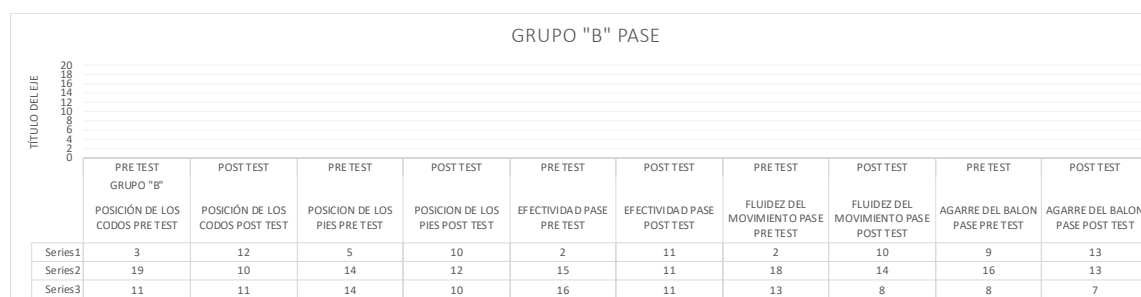 GRUPO "B" PASE
TÍTULO DEL EJE
20
18
16
14
12
10
8
6
4
2
0
PRE TEST POST TEST PRE TEST POST TEST PRE TEST POST TEST PRE TEST POST TEST PRE TEST POST TEST
GRUPO "B"
POSICIÓN DE LOS CODOS PRE TEST
POSICIÓN DE LOS CODOS POST TEST
POSICION DE LOS PIES PRE TEST
POSICION DE LOS PIES POST TEST
EFECTIVIDAD PASE PRE TEST
EFECTIVIDAD PASE POST TEST
FLUIDEZ DEL MOVIMIENTO PASE PRE TEST
FLUIDEZ DEL MOVIMIENTO PASE POST TEST
AGARRE DEL BALON PASE PRE TEST
AGARRE DEL BALON PASE POST TEST
Series1 3 12 5 10 2 11 2 10 9 13
Series2 19 10 14 12 15 11 18 14 16 13
Series3 11 11 14 10 16 11 13 8 8 7